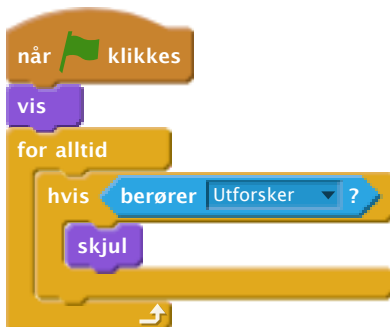 når klikkes
vis
for alltid
hvis berører Utforsker ?
skjul